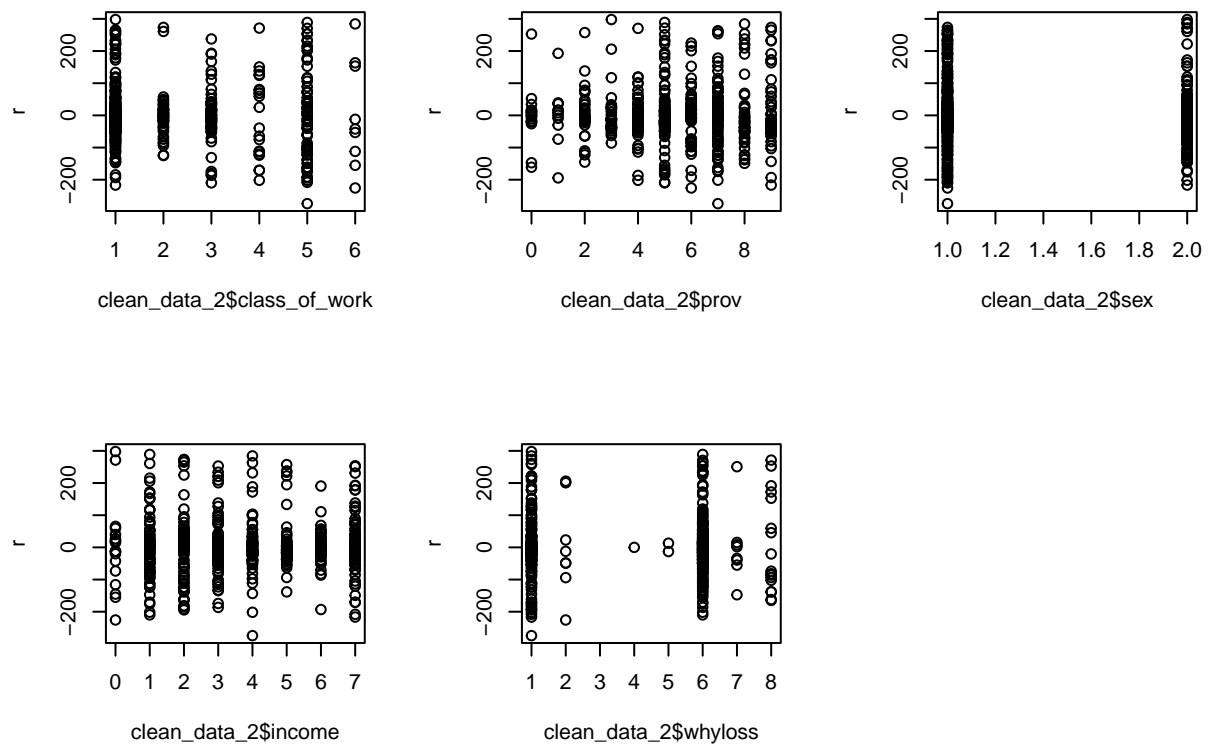 r
−200 0 200
1 2 3 4 5 6
clean_data_2$class_of_work
r
−200 0 200
0 2 4 6 8
clean_data_2$prov
r
−200 0 200
1.0 1.2 1.4 1.6 1.8 2.0
clean_data_2$sex
r
−200 0 200
0 1 2 3 4 5 6 7
clean_data_2$income
r
−200 0 200
1 2 3 4 5 6 7 8
clean_data_2$whyloss